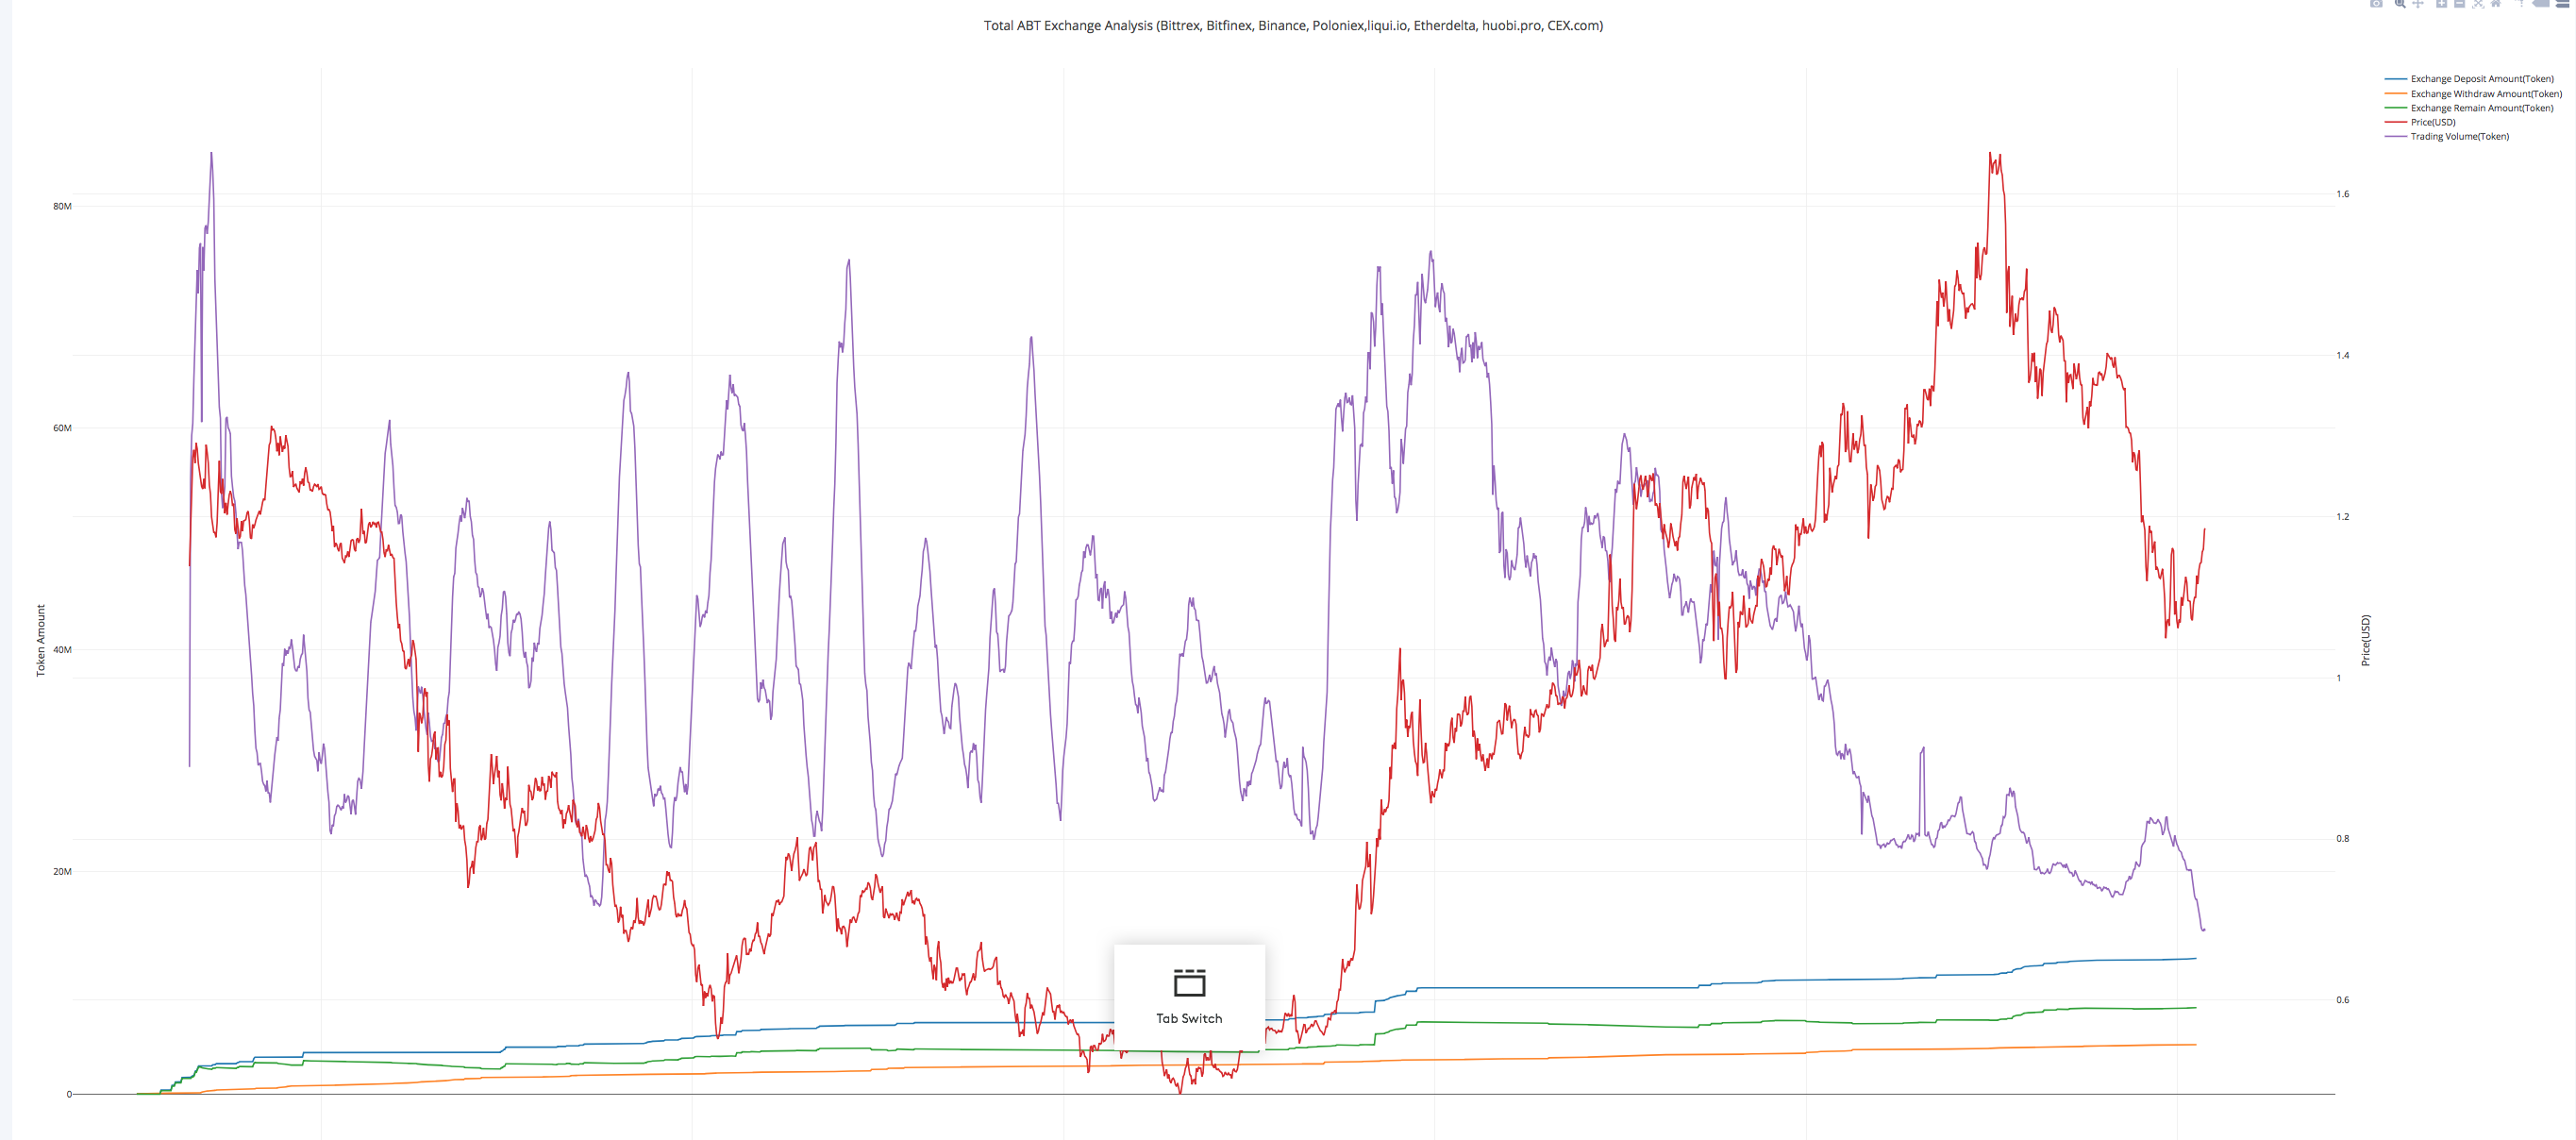 Total ABT Exchange Analysis (Bittrex, Bitfinex, Binance, Poloniex,liqui.io, Etherdelta, huobi.pro, CEX.com)
Exchange Deposit Amount(Token)
Exchange Withdraw Amount(Token)
Exchange Remain Amount(Token)
Price(USD)
Trading Volume(Token)
80M
60M
40M
20M
0
Token Amount
1.6
1.4
1.2
1
0.8
0.6
Price(USD)
Tab Switch